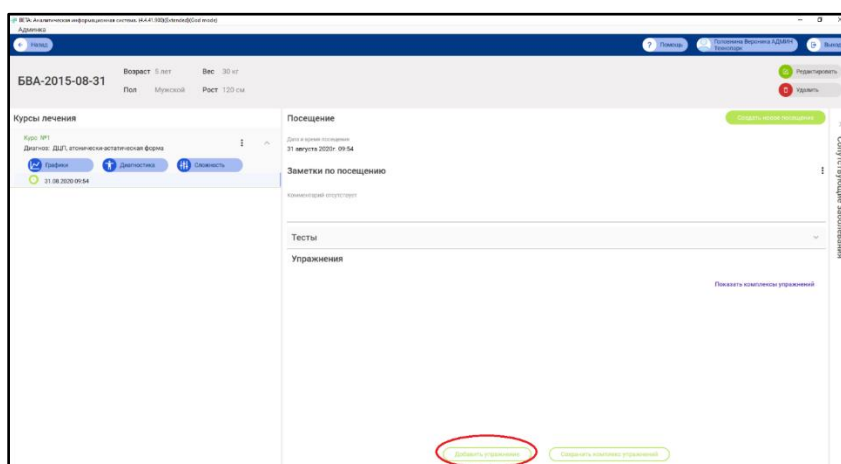 БЕТА: Аналитическая информационная система. (4.4.41.100)(Extended)(God mode)
Админка
Назад
Помощь
Вероника АДМИН
Технопарк
Выход
БВА-2015-08-31
Возраст 5 лет
Вес 30 кг
Пол Мужской
Рост 120 см
Редактировать
Удалить
Курсы лечения
Курс №1
Диагноз: ДЦП, атонически-астатическая форма
Графики
Диагностика
Сложность
31.08.2020 09:54
Посещение
Создать новое посещение
Дата и время посещения
31 августа 2020г. 09:54
Заметки по посещению
Комментарий отсутствует
Тесты
Упражнения
Показать комплексы упражнений
Добавить упражнение
Сохранить комплекс упражнений
Сопутствующие заболевания